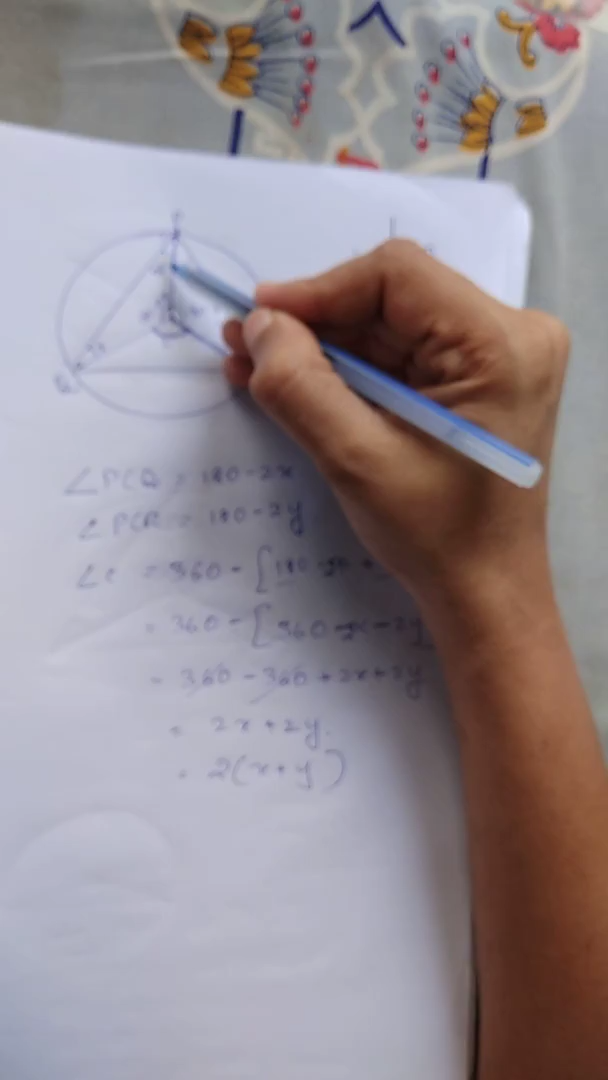 P
Q
∠PCQ = 180-2x
∠PCR = 180-2y
∠C = 360 - [180-2x +
= 360 - [360-2x-2y]
= 360 - 360 + 2x+2y
= 2x + 2y.
= 2(x+y)